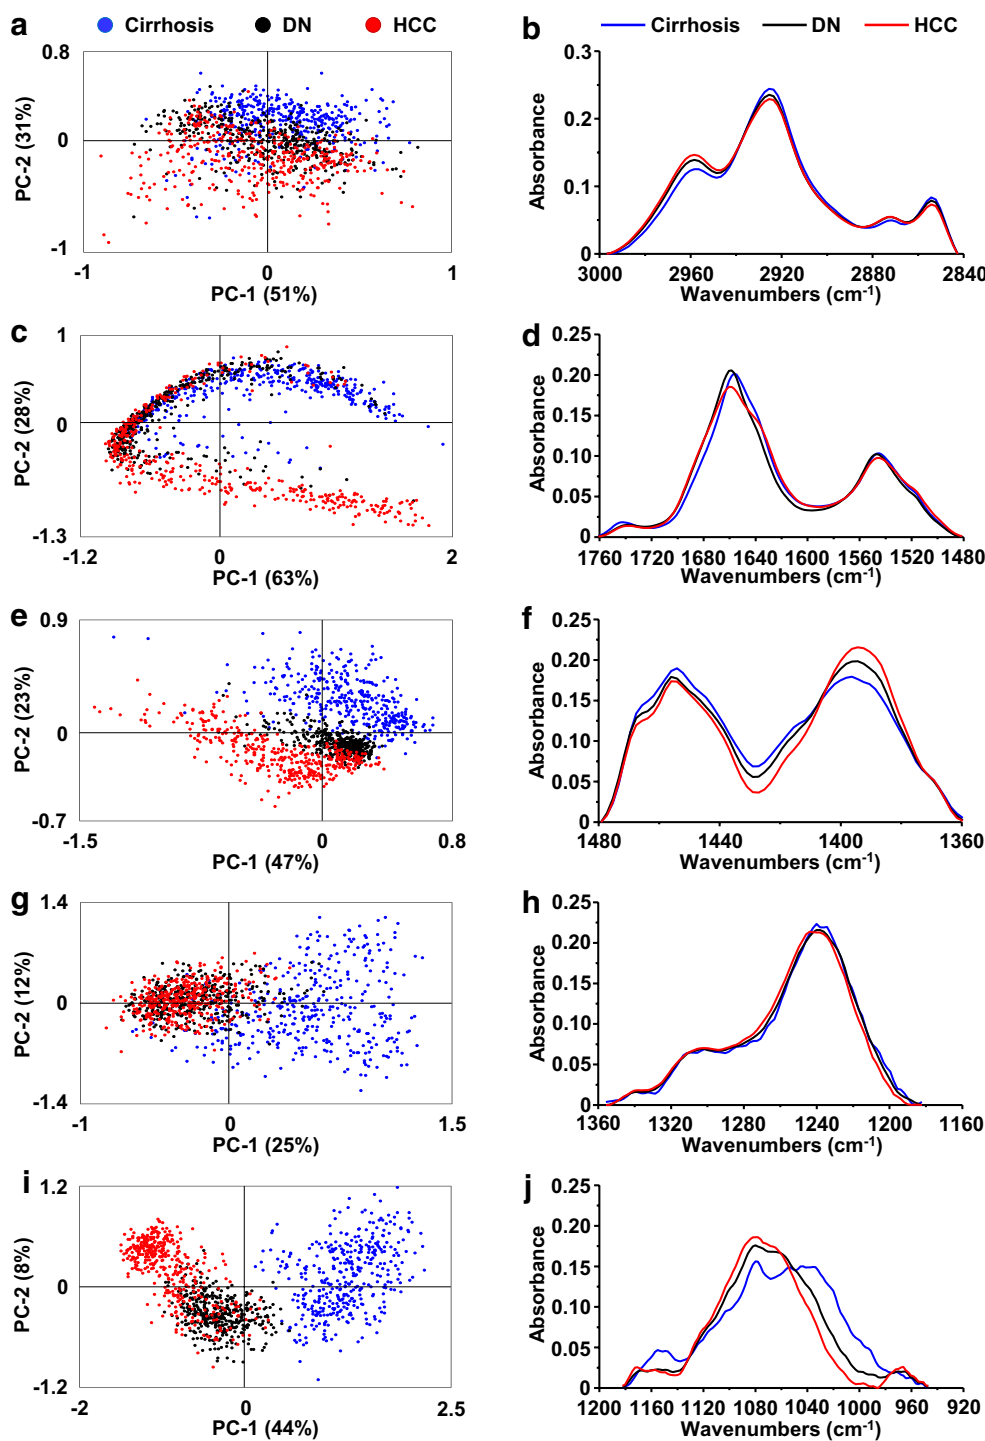 a Cirrhosis DN HCC
0.8
0
-1
PC-2 (31%)
-1 0 1
PC-1 (51%)
b Cirrhosis DN HCC
0.3
0.2
0.1
0
Absorbance
3000 2960 2920 2880 2840
Wavenumbers (cm-1)
c
1
0
-1.3
PC-2 (28%)
-1.2 0 2
PC-1 (63%)
d
0.25
0.20
0.15
0.10
0.05
0
Absorbance
1760 1720 1680 1640 1600 1560 1520 1480
Wavenumbers (cm-1)
e
0.9
0
-0.7
PC-2 (23%)
-1.5 0 0.8
PC-1 (47%)
f
0.25
0.20
0.15
0.10
0.05
0
Absorbance
1480 1440 1400 1360
Wavenumbers (cm-1)
g
1.4
0
-1.4
PC-2 (12%)
-1 0 1.5
PC-1 (25%)
h
0.25
0.20
0.15
0.10
0.05
0
Absorbance
1360 1320 1280 1240 1200 1160
Wavenumbers (cm-1)
i
1.2
0
-1.2
PC-2 (8%)
-2 0 2.5
PC-1 (44%)
j
0.25
0.20
0.15
0.10
0.05
0
Absorbance
1200 1160 1120 1080 1040 1000 960 920
Wavenumbers (cm-1)